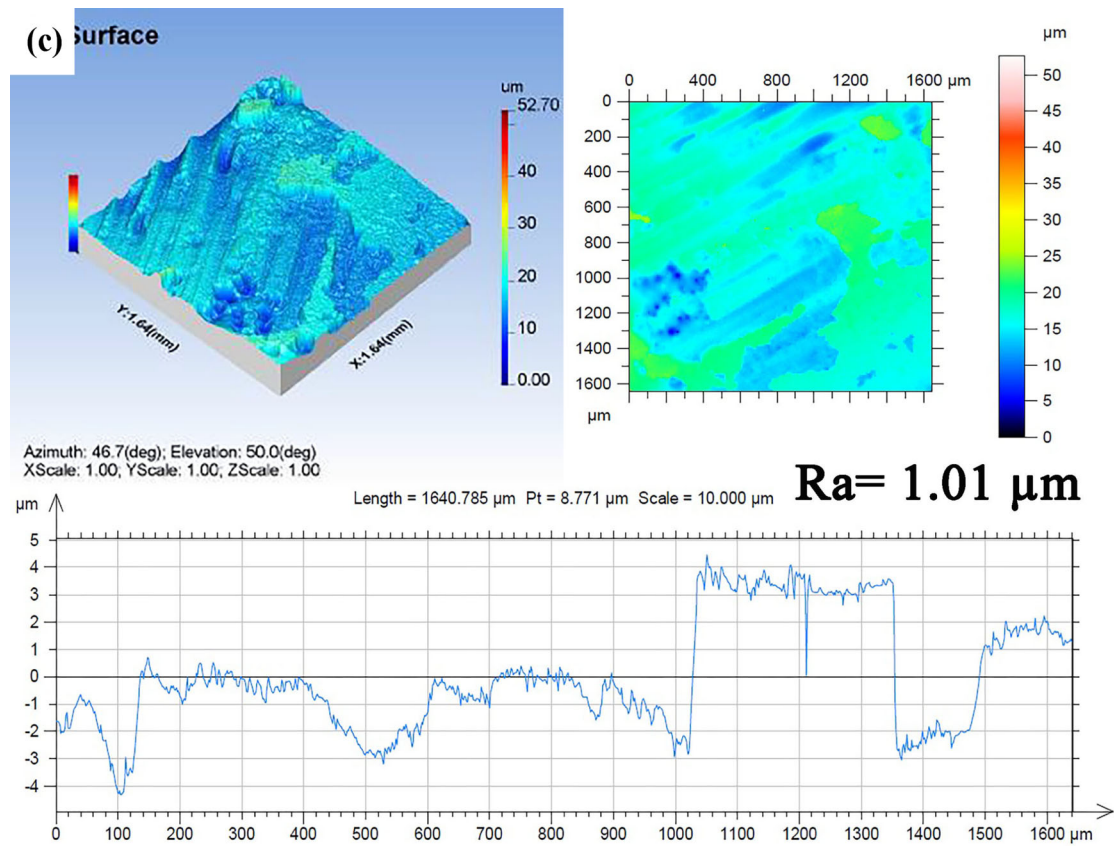 (c) Surface
um
52.70
40
30
20
10
0.00
Y:1.64(mm)
X:1.64(mm)
Azimuth: 46.7(deg); Elevation: 50.0(deg)
XScale: 1.00; YScale: 1.00; ZScale: 1.00
µm
0 400 800 1200 1600 µm
0
200
400
600
800
1000
1200
1400
1600
µm
50
45
40
35
30
25
20
15
10
5
0
Ra= 1.01 µm
Length = 1640.785 µm Pt = 8.771 µm Scale = 10.000 µm
µm
5
4
3
2
1
0
-1
-2
-3
-4
0 100 200 300 400 500 600 700 800 900 1000 1100 1200 1300 1400 1500 1600 µm